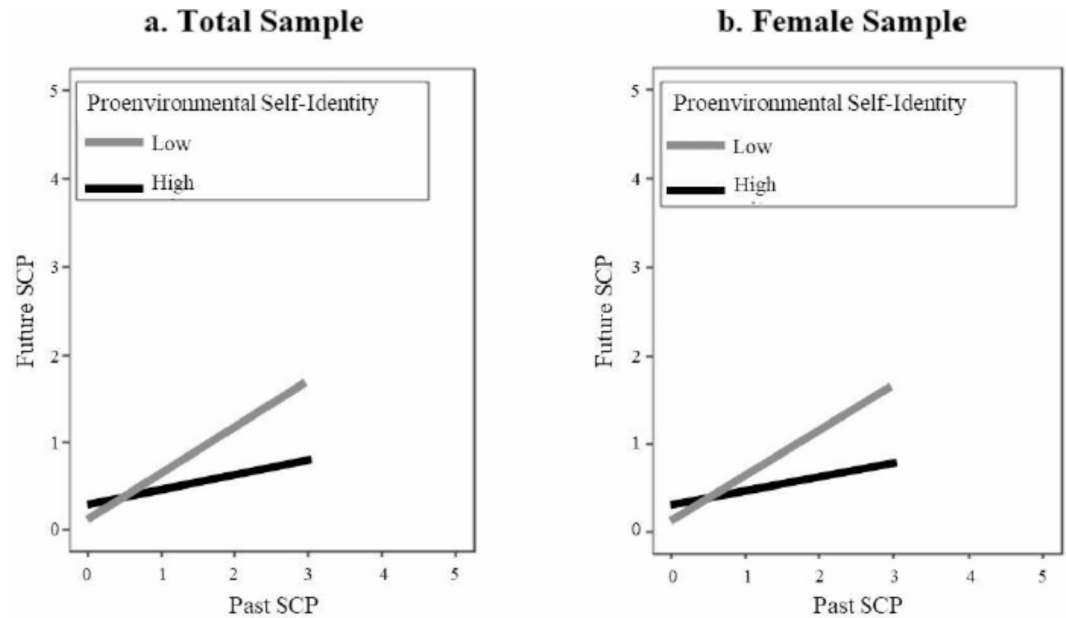 a. Total Sample
Proenvironmental Self-Identity
Low
High
5
4
3
2
1
0
Future SCP
0 1 2 3 4 5
Past SCP
b. Female Sample
Proenvironmental Self-Identity
Low
High
5
4
3
2
1
0
Future SCP
0 1 2 3 4 5
Past SCP